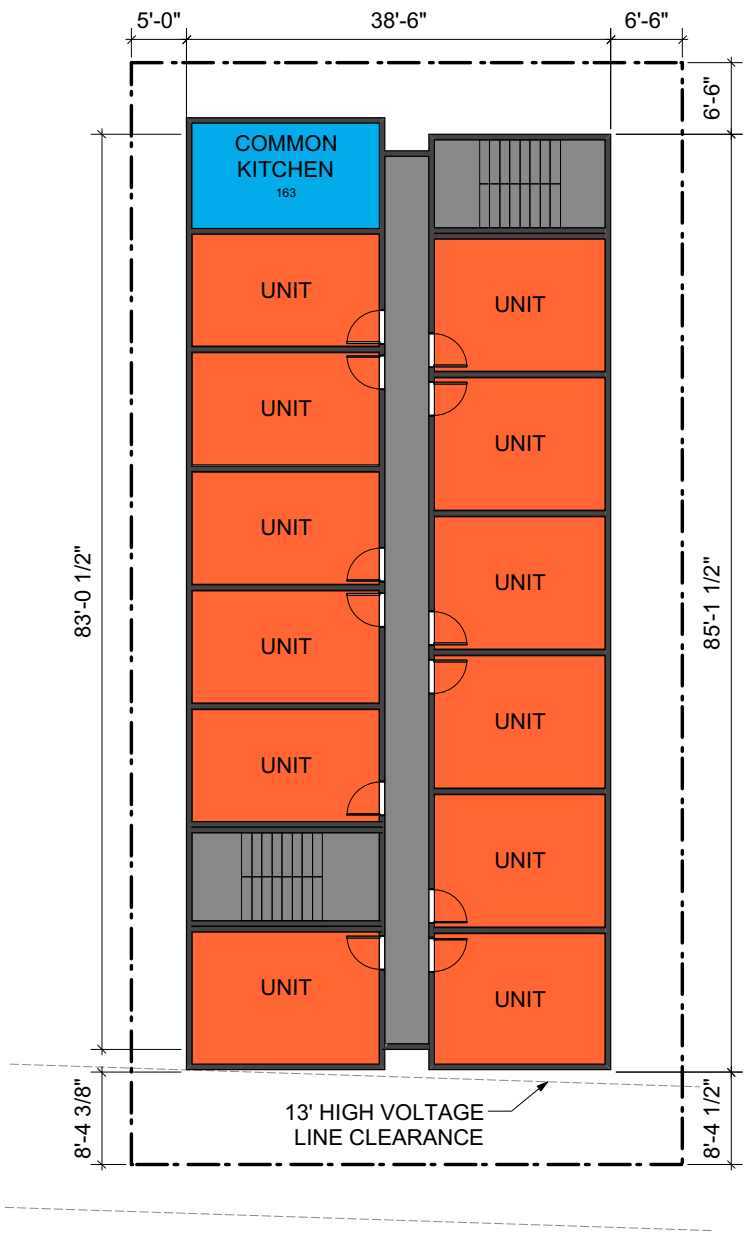 5'-0" 38'-6" 6'-6"
6'-6"
COMMON
KITCHEN
163
UNIT
UNIT
UNIT
UNIT
UNIT
UNIT
UNIT
UNIT
83'-0 1/2"
85'-1 1/2"
UNIT
UNIT
UNIT
UNIT
8'-4 3/8"
13' HIGH VOLTAGE
LINE CLEARANCE
8'-4 1/2"